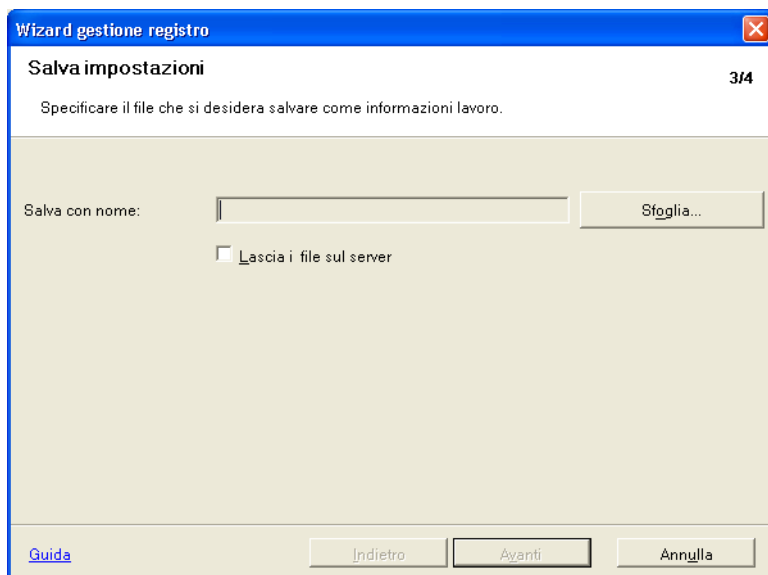 Wizard gestione registro
Salva impostazioni
3/4
Specificare il file che si desidera salvare come informazioni lavoro.
Salva con nome:
Sfoglia...
Lascia i file sul server
Guida
Indietro
Avanti
Annulla